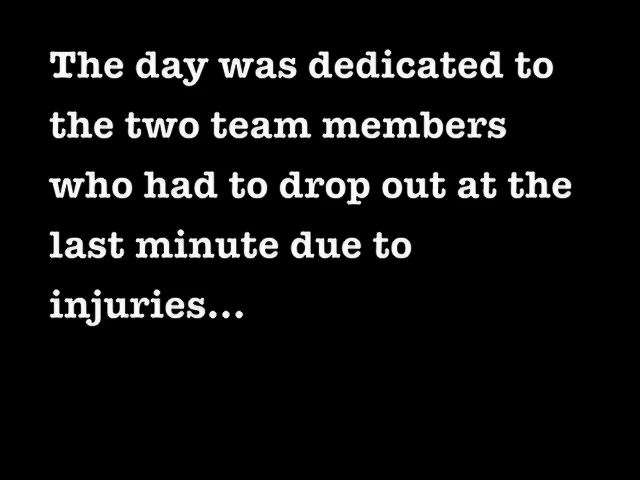 The day was dedicated to
the two team members
who had to drop out at the
last minute due to
injuries...